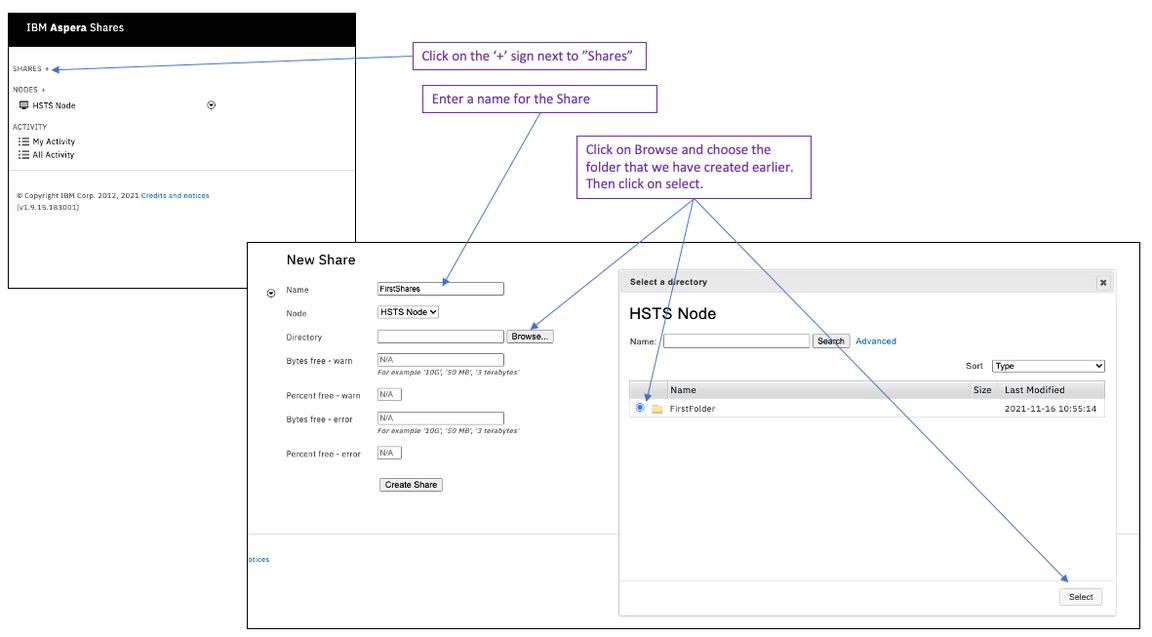 IBM Aspera Shares
SHARES +
NODES +
HSTS Node
ACTIVITY
My Activity
All Activity
© Copyright IBM Corp. 2012, 2021 Credits and notices
(v1.9.15.183001)
Click on the ‘+’ sign next to ”Shares”
Enter a name for the Share
Click on Browse and choose the
folder that we have created earlier.
Then click on select.
New Share
Name FirstShares
Node HSTS Node
Directory Browse...
Bytes free - warn N/A
For example '10G', '50 MB', '3 terabytes'
Percent free - warn N/A
Bytes free - error N/A
For example '10G', '50 MB', '3 terabytes'
Percent free - error N/A
Create Share
otices
Select a directory
HSTS Node
Name: Search Advanced
Sort Type
Name Size Last Modified
FirstFolder 2021-11-16 10:55:14
Select